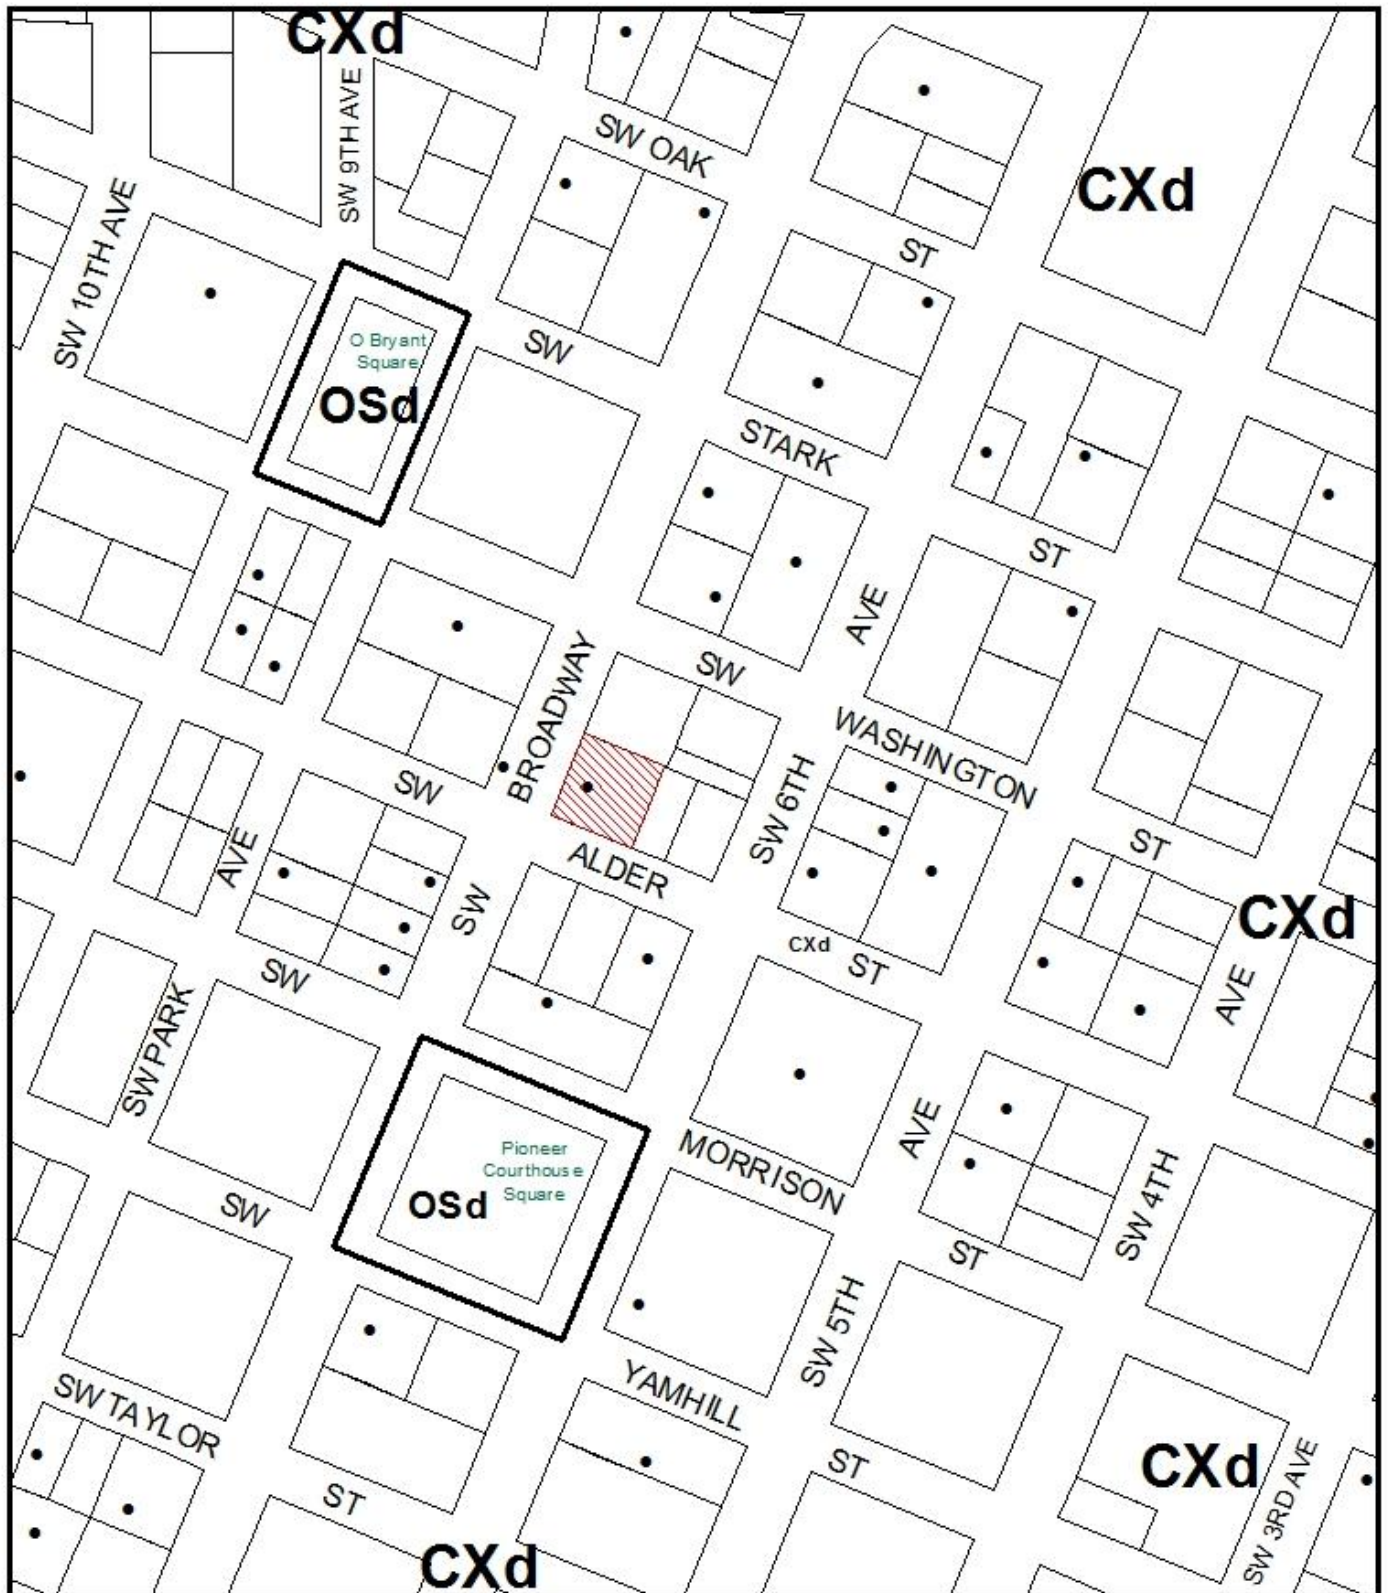 CXd
SW 9TH AVE
SW OAK
CXd
SW 10TH AVE
ST
O Bryant
Square
SW
OSd
STARK
ST
AVE
SW
BROADWAY
WASHINGTON
SW
SW 6TH
AVE
ALDER
ST
SW
CXd
CXd
ST
SW
AVE
SW PARK
AVE
Pioneer
Courthouse
Square
MORRISON
OSd
SW
SW 4TH
ST
SW 5TH
YAMHILL
SW TAYLOR
ST
CXd
ST
SW 3RD AVE
CXd